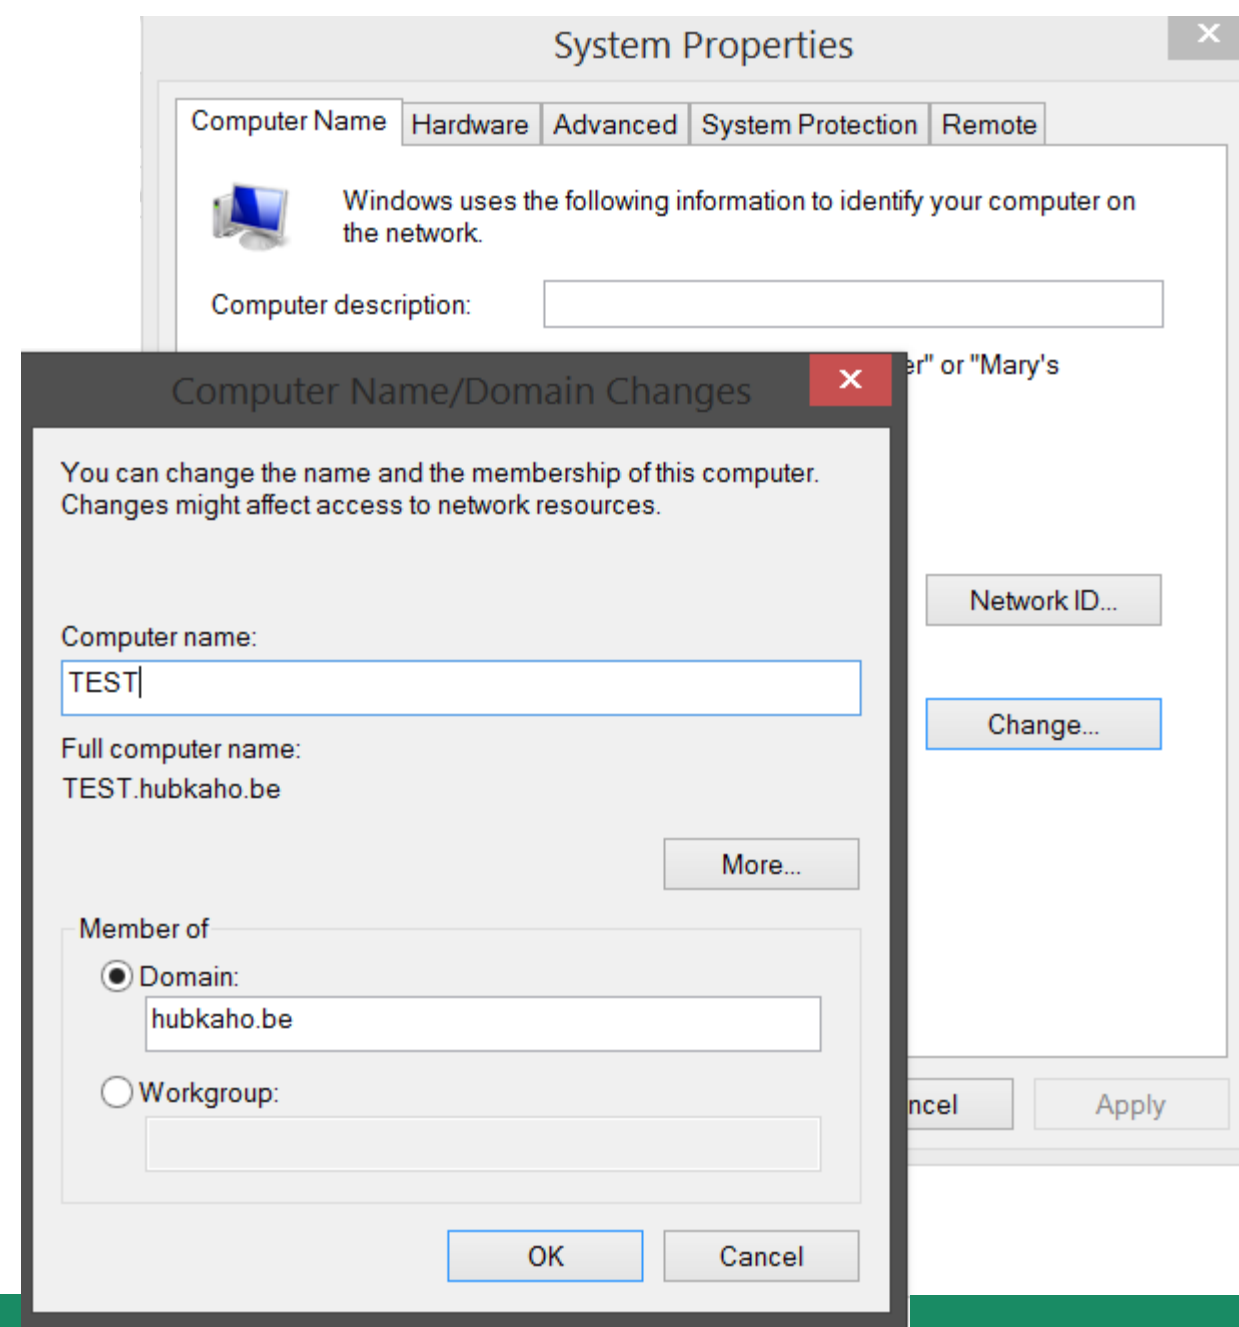 System Properties
Computer Name Hardware Advanced System Protection Remote
Windows uses the following information to identify your computer on
the network.
Computer description:
or "Mary's
Computer Name/Domain Changes
You can change the name and the membership of this computer.
Changes might affect access to network resources.
Network ID...
Computer name:
TEST
Change...
Full computer name:
TEST.hubkaho.be
More...
Member of
Domain:
hubkaho.be
Workgroup:
Apply
OK Cancel